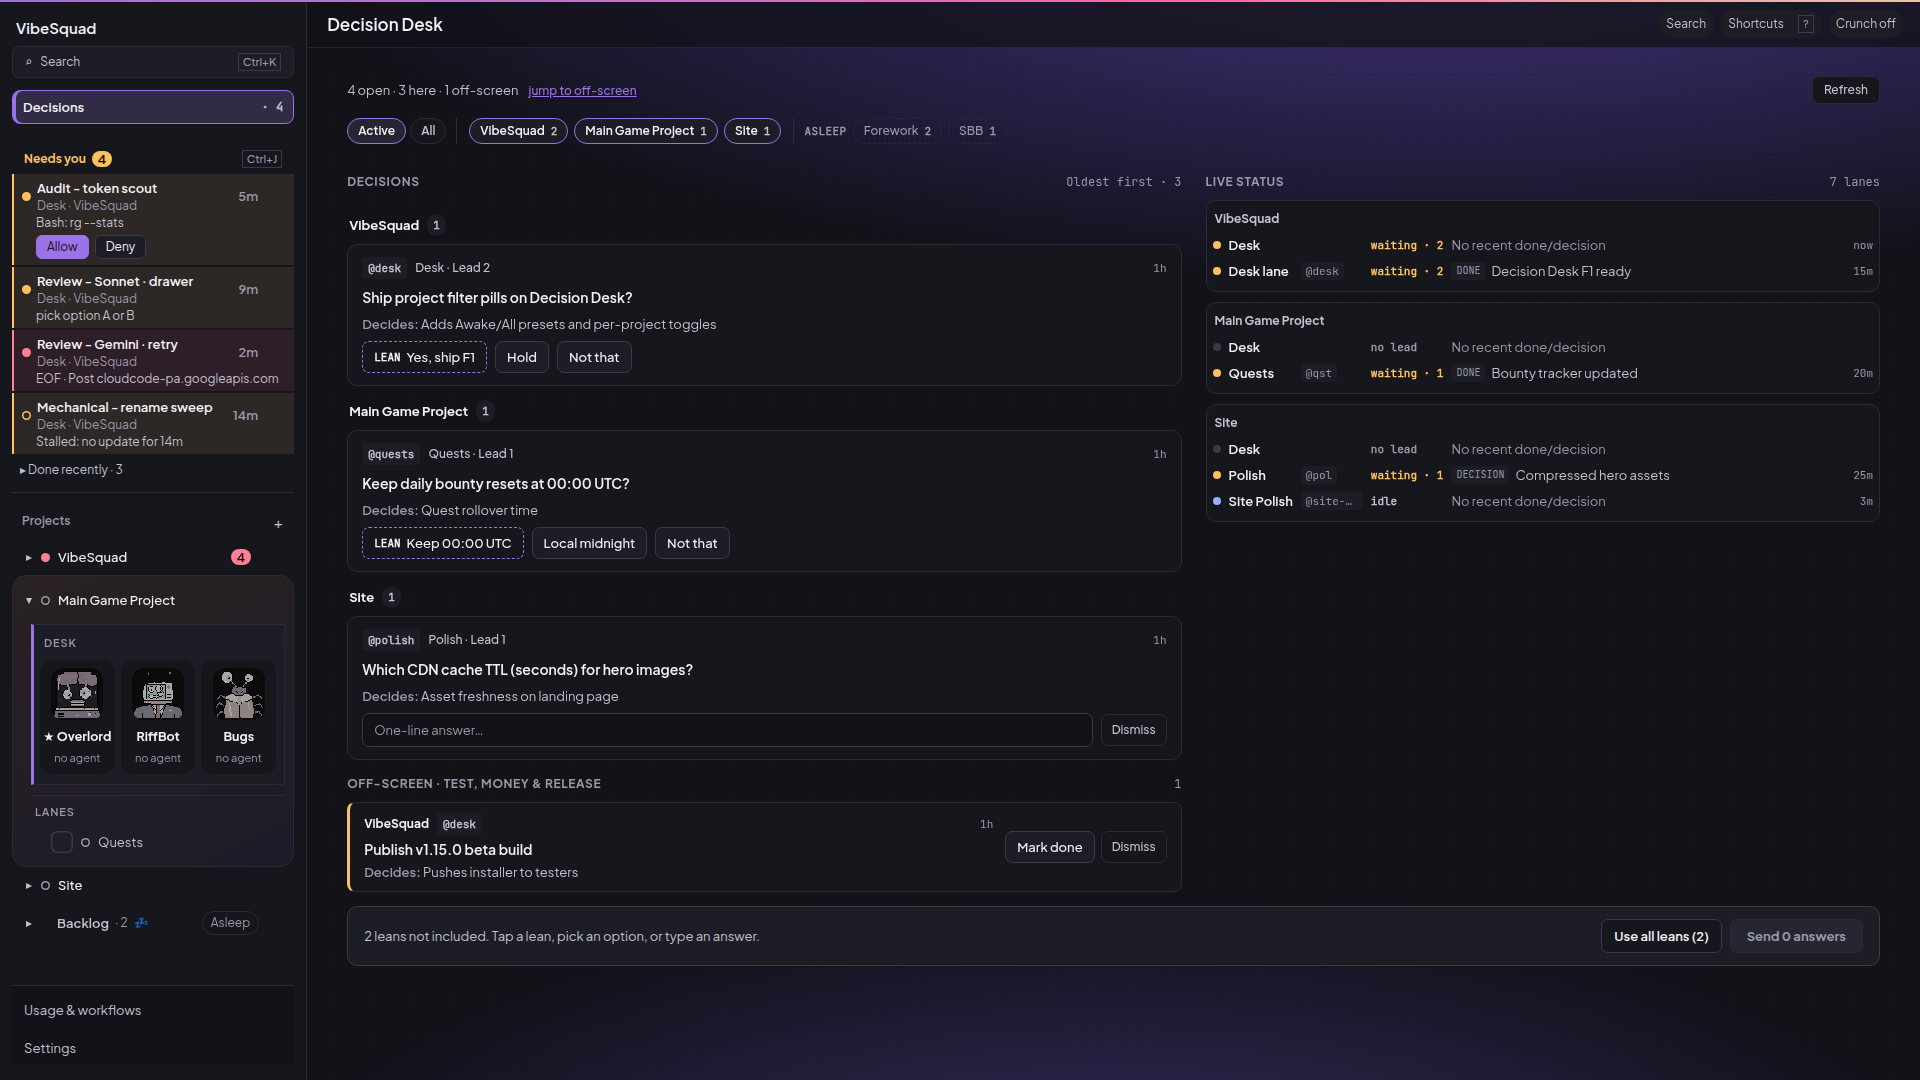 VibeSquad
Search Ctrl+K
Decisions · 4
Needs you 4 Ctrl+J
Audit – token scout 5m
Desk · VibeSquad
Bash: rg --stats
Allow Deny
Review – Sonnet · drawer 9m
Desk · VibeSquad
pick option A or B
Review – Gemini · retry 2m
Desk · VibeSquad
EOF · Post cloudcode-pa.googleapis.com
Mechanical – rename sweep 14m
Desk · VibeSquad
Stalled: no update for 14m
▸ Done recently · 3
Projects +
▸ VibeSquad 4
▾ Main Game Project
DESK
★ Overlord RiffBot Bugs
no agent no agent no agent
LANES
Quests
▸ Site
▸ Backlog · 2 💤 Asleep
Usage & workflows
Settings
Decision Desk
Search Shortcuts ? Crunch off
4 open · 3 here · 1 off-screen jump to off-screen
Refresh
Active All VibeSquad 2 Main Game Project 1 Site 1 ASLEEP Forework 2 SBB 1
DECISIONS Oldest first · 3
VibeSquad 1
@desk Desk · Lead 2 1h
Ship project filter pills on Decision Desk?
Decides: Adds Awake/All presets and per-project toggles
LEAN Yes, ship F1 Hold Not that
Main Game Project 1
@quests Quests · Lead 1 1h
Keep daily bounty resets at 00:00 UTC?
Decides: Quest rollover time
LEAN Keep 00:00 UTC Local midnight Not that
Site 1
@polish Polish · Lead 1 1h
Which CDN cache TTL (seconds) for hero images?
Decides: Asset freshness on landing page
One-line answer… Dismiss
OFF-SCREEN · TEST, MONEY & RELEASE 1
VibeSquad @desk 1h
Publish v1.15.0 beta build
Decides: Pushes installer to testers
Mark done Dismiss
LIVE STATUS 7 lanes
VibeSquad
Desk waiting · 2 No recent done/decision now
Desk lane @desk waiting · 2 DONE Decision Desk F1 ready 15m
Main Game Project
Desk no lead No recent done/decision
Quests @qst waiting · 1 DONE Bounty tracker updated 20m
Site
Desk no lead No recent done/decision
Polish @pol waiting · 1 DECISION Compressed hero assets 25m
Site Polish @site-… idle No recent done/decision 3m
2 leans not included. Tap a lean, pick an option, or type an answer.
Use all leans (2) Send 0 answers